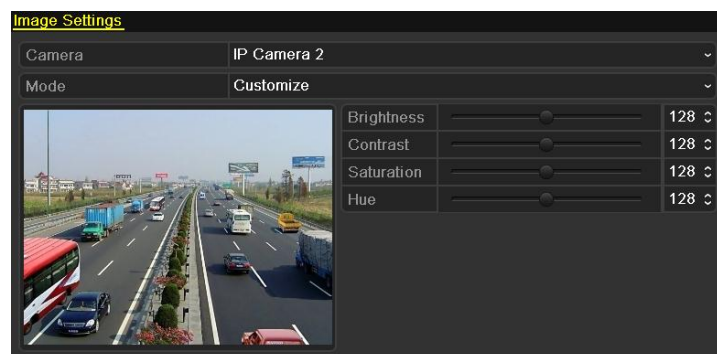 Image Settings
Camera IP Camera 2
Mode Customize
Brightness 128
Contrast 128
Saturation 128
Hue 128